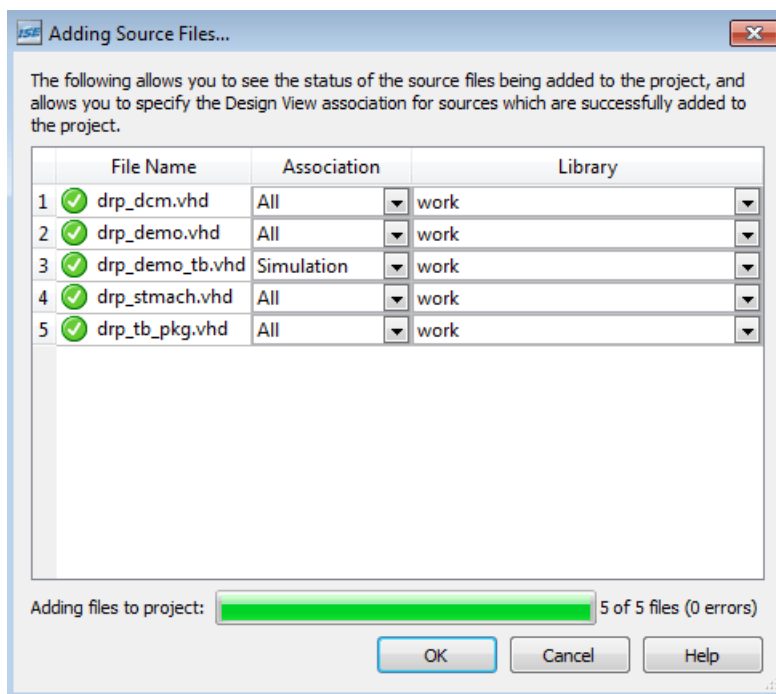 ISE Adding Source Files...
The following allows you to see the status of the source files being added to the project, and
allows you to specify the Design View association for sources which are successfully added to
the project.
File Name Association Library
1 drp_dcm.vhd All work
2 drp_demo.vhd All work
3 drp_demo_tb.vhd Simulation work
4 drp_stmach.vhd All work
5 drp_tb_pkg.vhd All work
Adding files to project: 5 of 5 files (0 errors)
OK Cancel Help